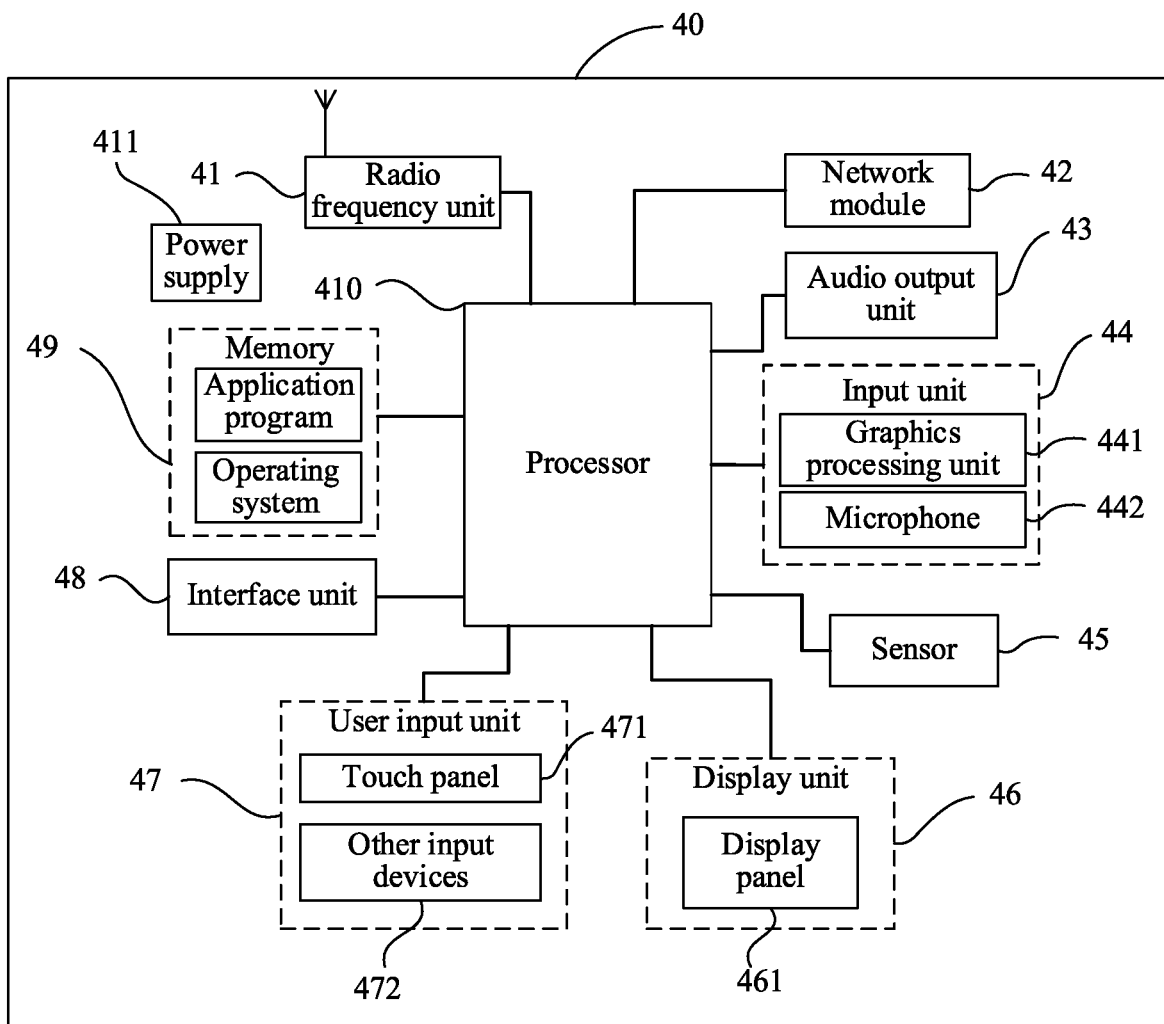 40
411
41
Radio
frequency unit
Network
module
42
Power
supply
410
Audio output
unit
43
49
Memory
Application
program
Operating
system
Processor
44
Input unit
Graphics
processing unit
441
Microphone
442
48
Interface unit
Sensor
45
47
User input unit
471
Touch panel
Other input
devices
472
Display unit
46
Display
panel
461